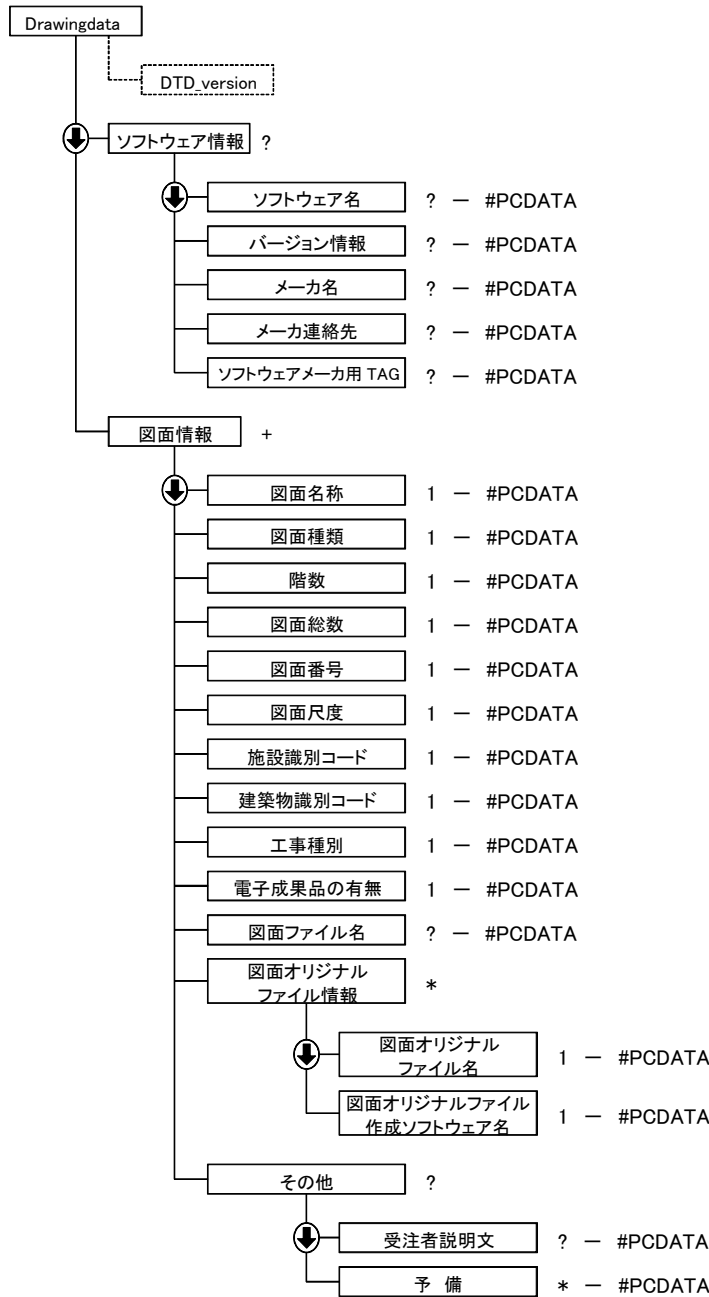 Drawingdata
DTD_version
ソフトウェア情報 ?
ソフトウェア名 ? － #PCDATA
バージョン情報 ? － #PCDATA
メーカ名 ? － #PCDATA
メーカ連絡先 ? － #PCDATA
ソフトウェアメーカ用 TAG ? － #PCDATA
図面情報 +
図面名称 1 － #PCDATA
図面種類 1 － #PCDATA
階数 1 － #PCDATA
図面総数 1 － #PCDATA
図面番号 1 － #PCDATA
図面尺度 1 － #PCDATA
施設識別コード 1 － #PCDATA
建築物識別コード 1 － #PCDATA
工事種別 1 － #PCDATA
電子成果品の有無 1 － #PCDATA
図面ファイル名 ? － #PCDATA
図面オリジナル
ファイル情報 *
図面オリジナル
ファイル名 1 － #PCDATA
図面オリジナルファイル
作成ソフトウェア名 1 － #PCDATA
その他 ?
受注者説明文 ? － #PCDATA
予 備 * － #PCDATA